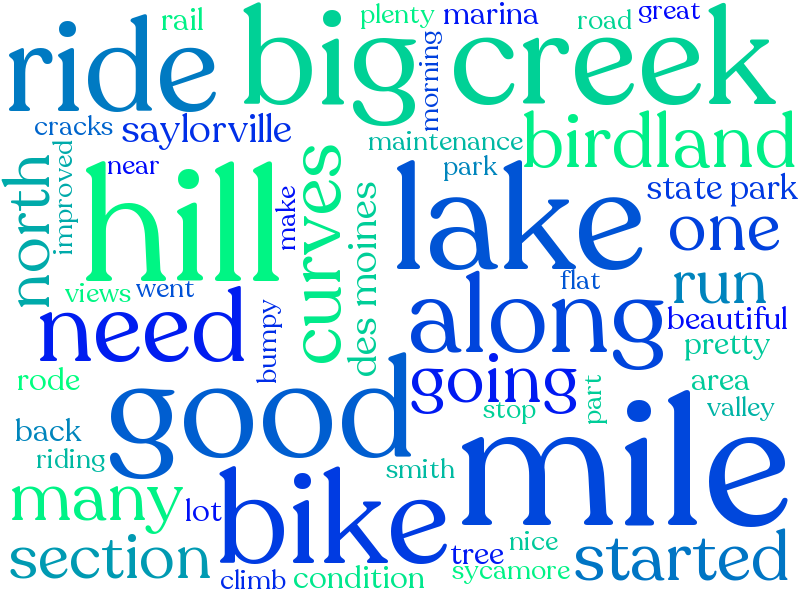 rail
plenty
marina
road
great
ride
big
creek
morning
cracks
saylorville
maintenance
birdland
near
park
north
improved
hill
make
curves
des moines
lake
state park
one
views
went
flat
run
need
bumpy
along
beautiful
pretty
rode
good
going
stop
part
area
valley
back
riding
smith
mile
many
lot
bike
section
climb
condition
tree
nice
sycamore
started